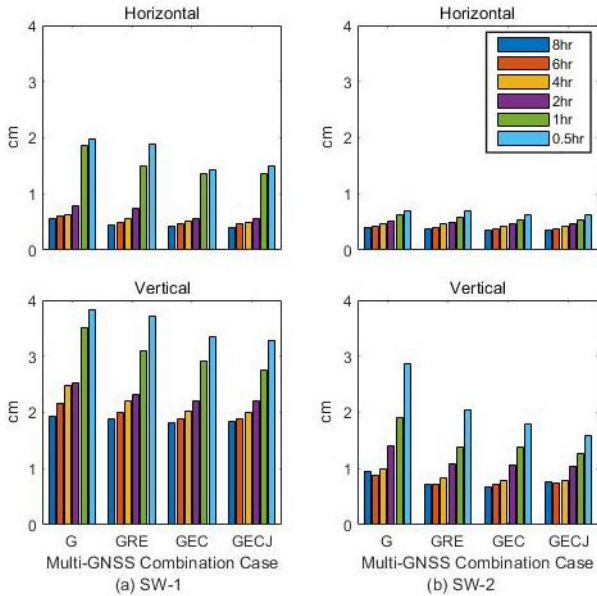 Horizontal
4
3
2
1
0
cm
Horizontal
4
3
2
1
0
cm
8hr
6hr
4hr
2hr
1hr
0.5hr
Vertical
4
3
2
1
0
cm
G GRE GEC GECJ
Multi-GNSS Combination Case
(a) SW-1
Vertical
4
3
2
1
0
cm
G GRE GEC GECJ
Multi-GNSS Combination Case
(b) SW-2